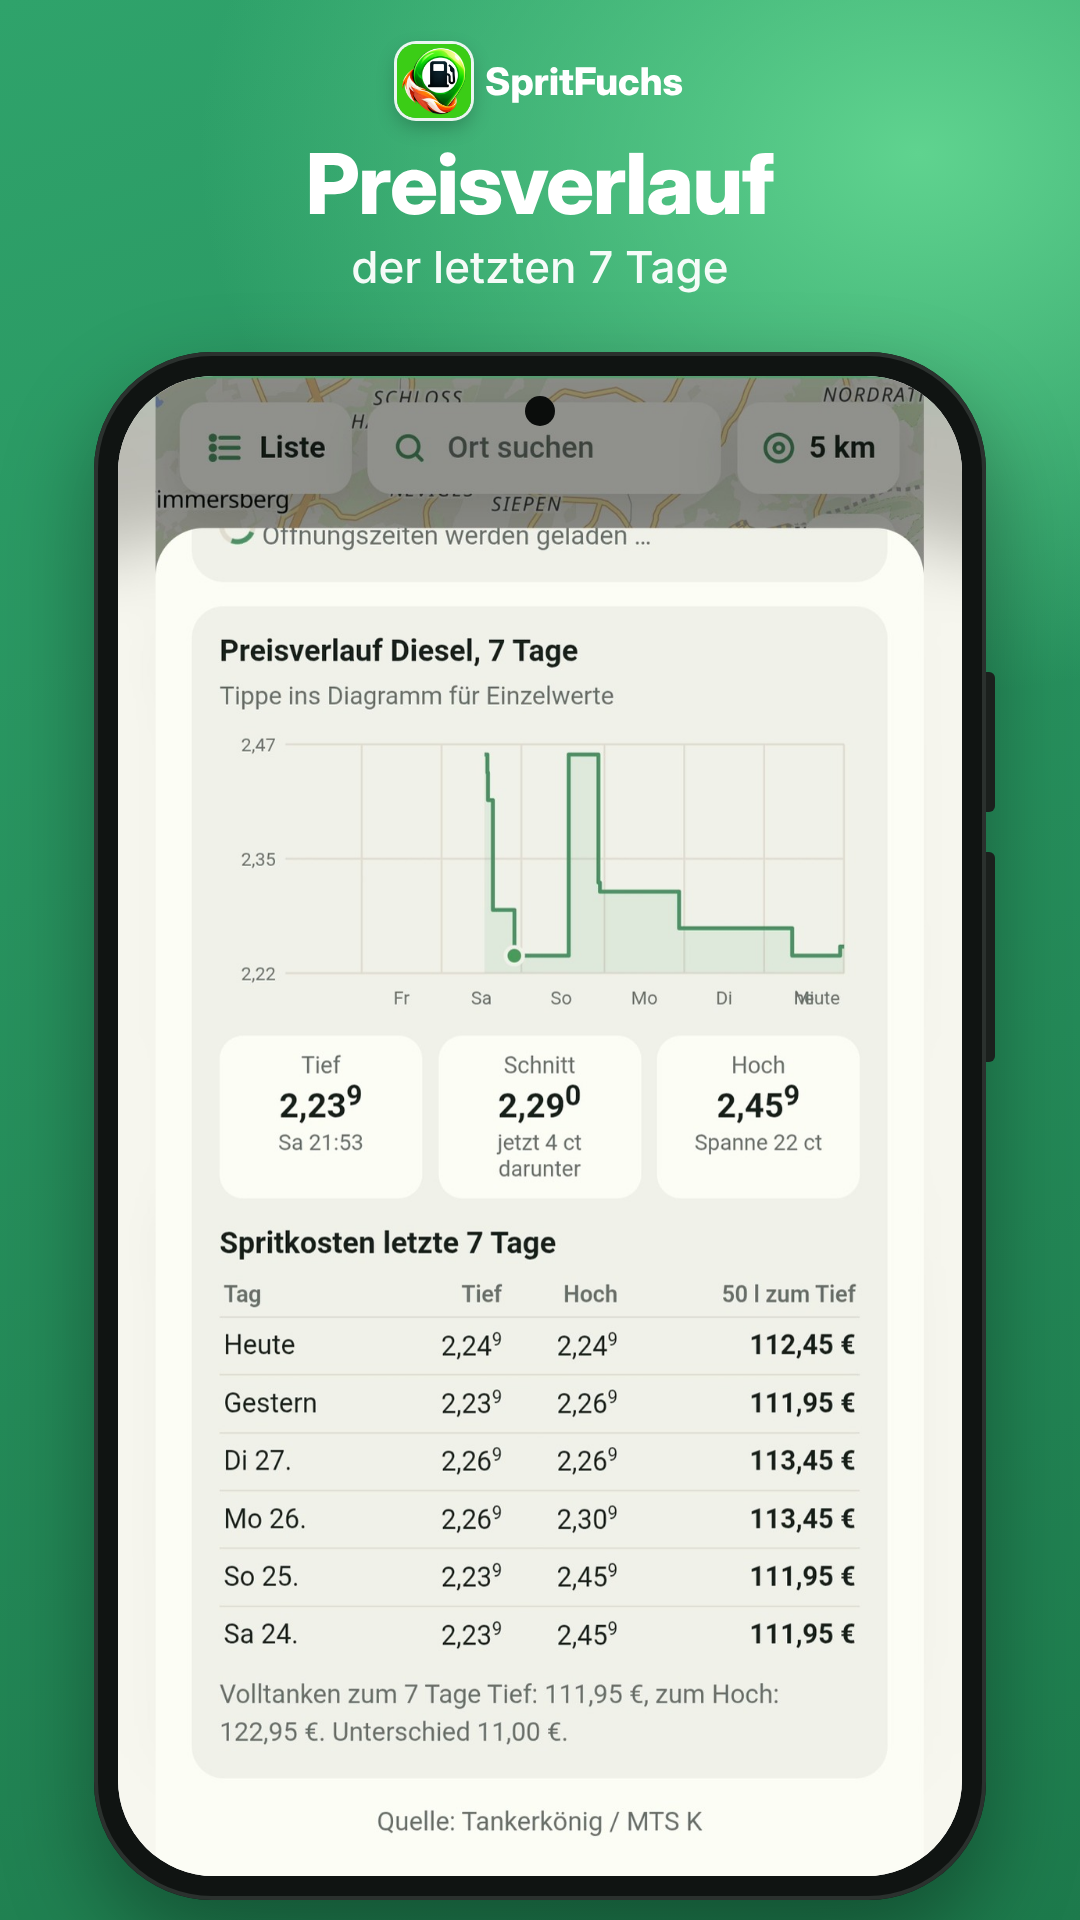 SpritFuchs
Preisverlauf
der letzten 7 Tage
SCHLOSS
Liste
Ort suchen
5 km
immersberg
SIEPEN
Öffnungszeiten werden geladen ...
Preisverlauf Diesel, 7 Tage
Tippe ins Diagramm für Einzelwerte
2,47
2,35
2,22
Fr Sa So Mo Di Heute
Tief Schnitt Hoch
2,23⁹ 2,29⁰ 2,45⁹
Sa 21:53 jetzt 4 ct Spanne 22 ct
darunter
Spritkosten letzte 7 Tage
Tag Tief Hoch 50 l zum Tief
Heute 2,24⁹ 2,24⁹ 112,45 €
Gestern 2,23⁹ 2,26⁹ 111,95 €
Di 27. 2,26⁹ 2,26⁹ 113,45 €
Mo 26. 2,26⁹ 2,30⁹ 113,45 €
So 25. 2,23⁹ 2,45⁹ 111,95 €
Sa 24. 2,23⁹ 2,45⁹ 111,95 €
Volltanken zum 7 Tage Tief: 111,95 €, zum Hoch:
122,95 €. Unterschied 11,00 €.
Quelle: Tankerkönig / MTS K